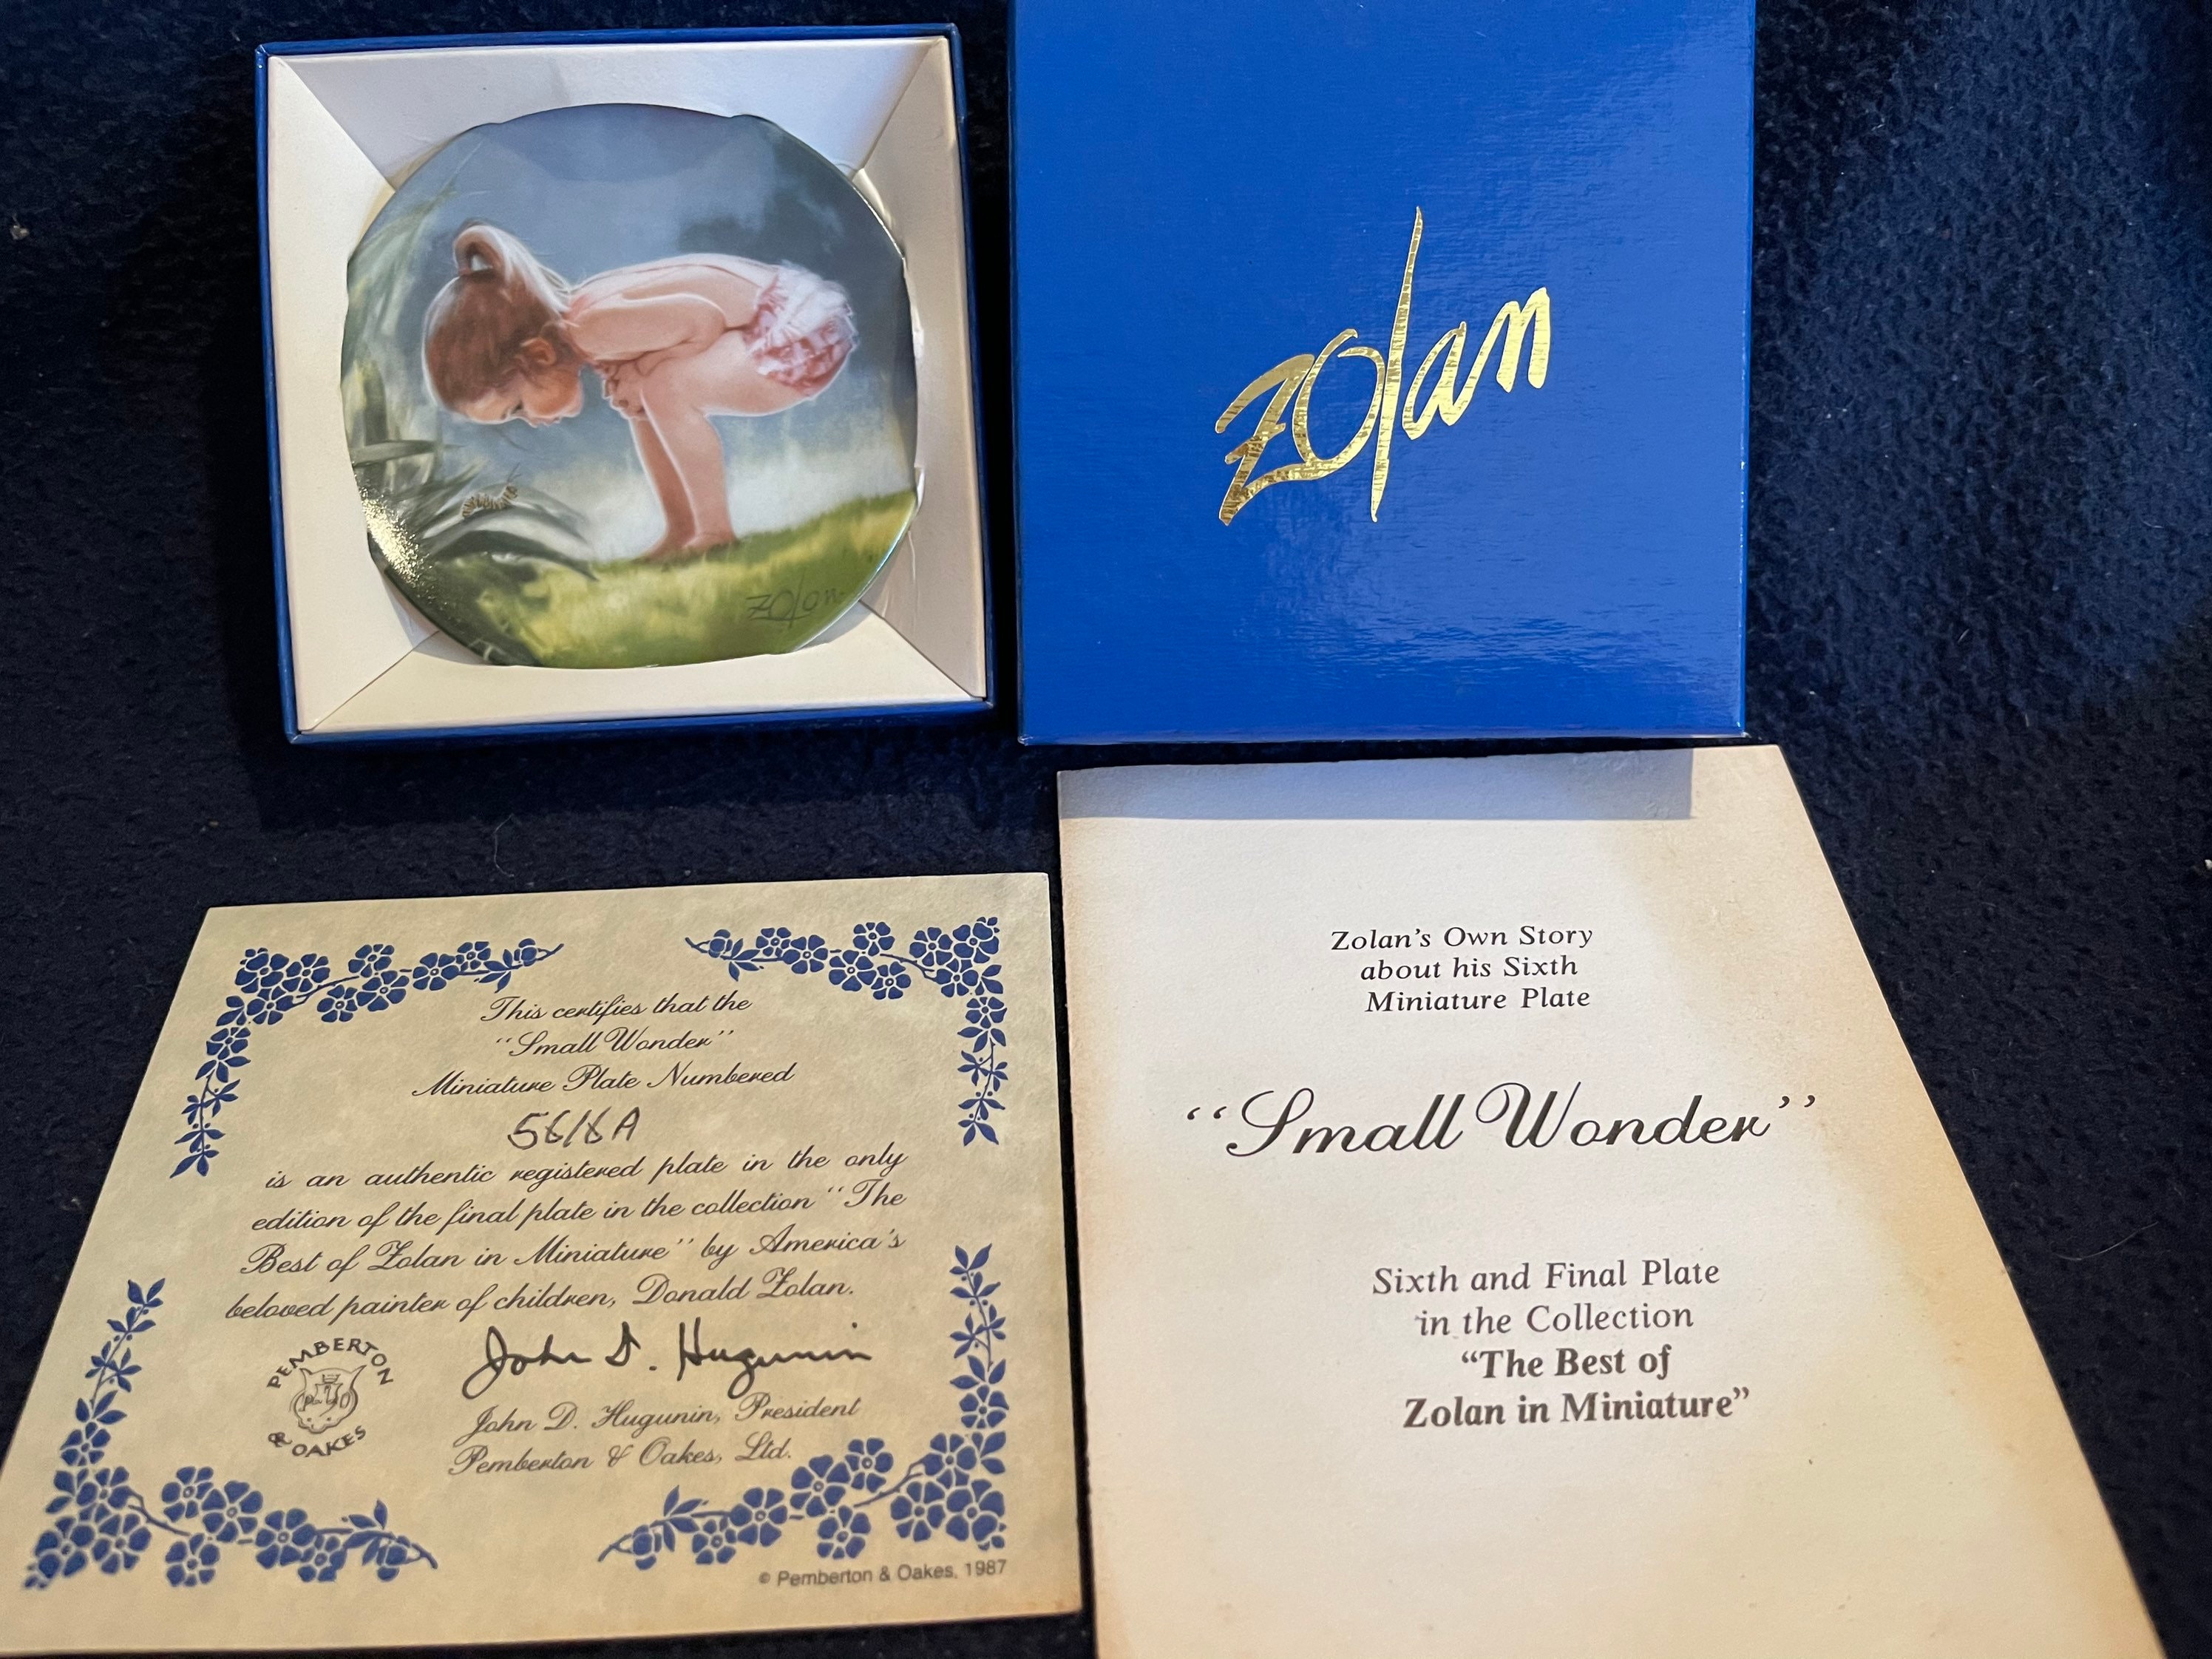 Zolan
Zolan
This certifies that the
“Small Wonder”
Miniature Plate Numbered
5616A
is an authentic registered plate in the only
edition of the final plate in the collection “The
Best of Zolan in Miniature” by America's
beloved painter of children, Donald Zolan.
John D. Hugunin
PEMBERTON
& OAKES
John D. Hugunin, President
Pemberton & Oakes, Ltd.
© Pemberton & Oakes, 1987
Zolan's Own Story
about his Sixth
Miniature Plate
“Small Wonder”
Sixth and Final Plate
in the Collection
“The Best of
Zolan in Miniature”